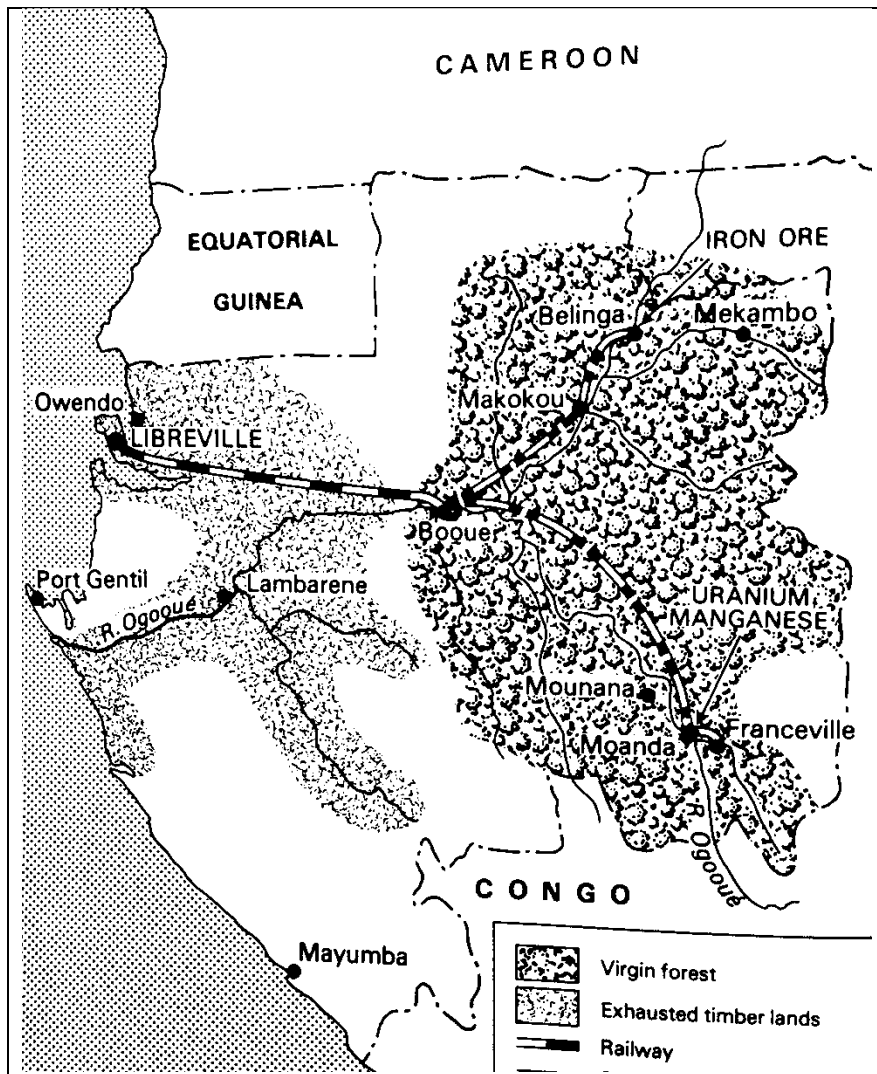 CAMEROON
EQUATORIAL
GUINEA
IRON ORE
Belinga
Mekambo
Makokou
Owendo
LIBREVILLE
Booue
Port Gentil
Lambarene
R Ogooué
URANIUM
MANGANESE
Mounana
Franceville
Moanda
R Ogooué
CONGO
Mayumba
Virgin forest
Exhausted timber lands
Railway